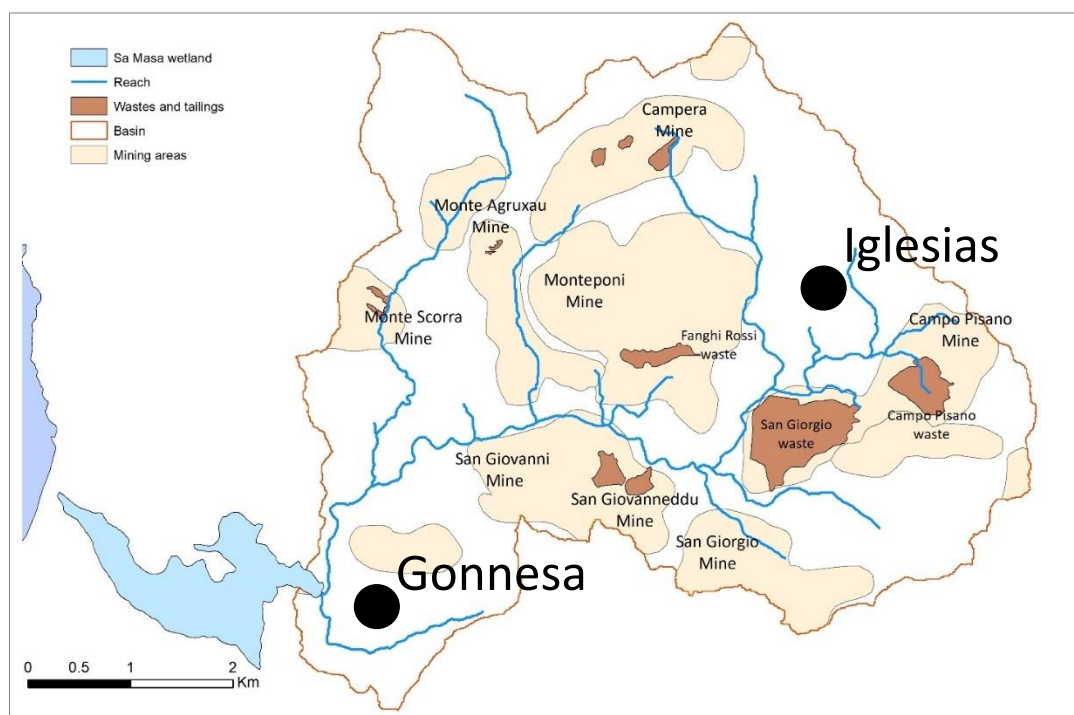 Sa Masa wetland
Reach
Wastes and tailings
Basin
Mining areas
Campera
Mine
Monte Agruxau
Mine
Iglesias
Monteponi
Mine
Monte Scorra
Mine
Fanghi Rossi
waste
Campo Pisano
Mine
San Giorgio
waste
Campo Pisano
waste
San Giovanni
Mine
San Giovanneddu
Mine
San Giorgio
Mine
Gonnesa
0 0.5 1 2
Km